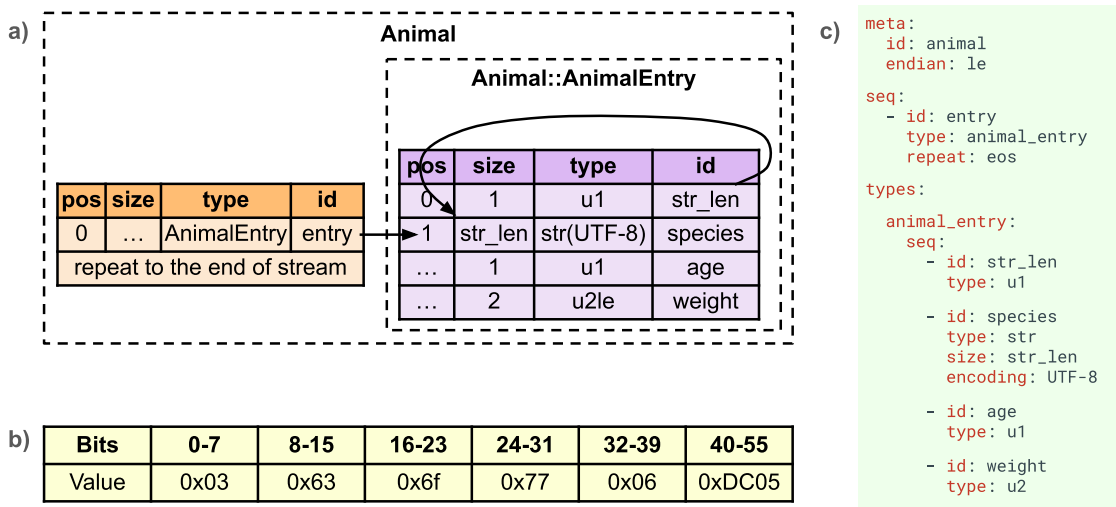 a)
Animal
Animal::AnimalEntry
pos size type id
0 … AnimalEntry entry
repeat to the end of stream
pos size type id
0 1 u1 str_len
1 str_len str(UTF-8) species
… 1 u1 age
… 2 u2le weight
b)
Bits 0-7 8-15 16-23 24-31 32-39 40-55
Value 0x03 0x63 0x6f 0x77 0x06 0xDC05
c)
meta:
id: animal
endian: le
seq:
- id: entry
type: animal_entry
repeat: eos
types:
animal_entry:
seq:
- id: str_len
type: u1
- id: species
type: str
size: str_len
encoding: UTF-8
- id: age
type: u1
- id: weight
type: u2